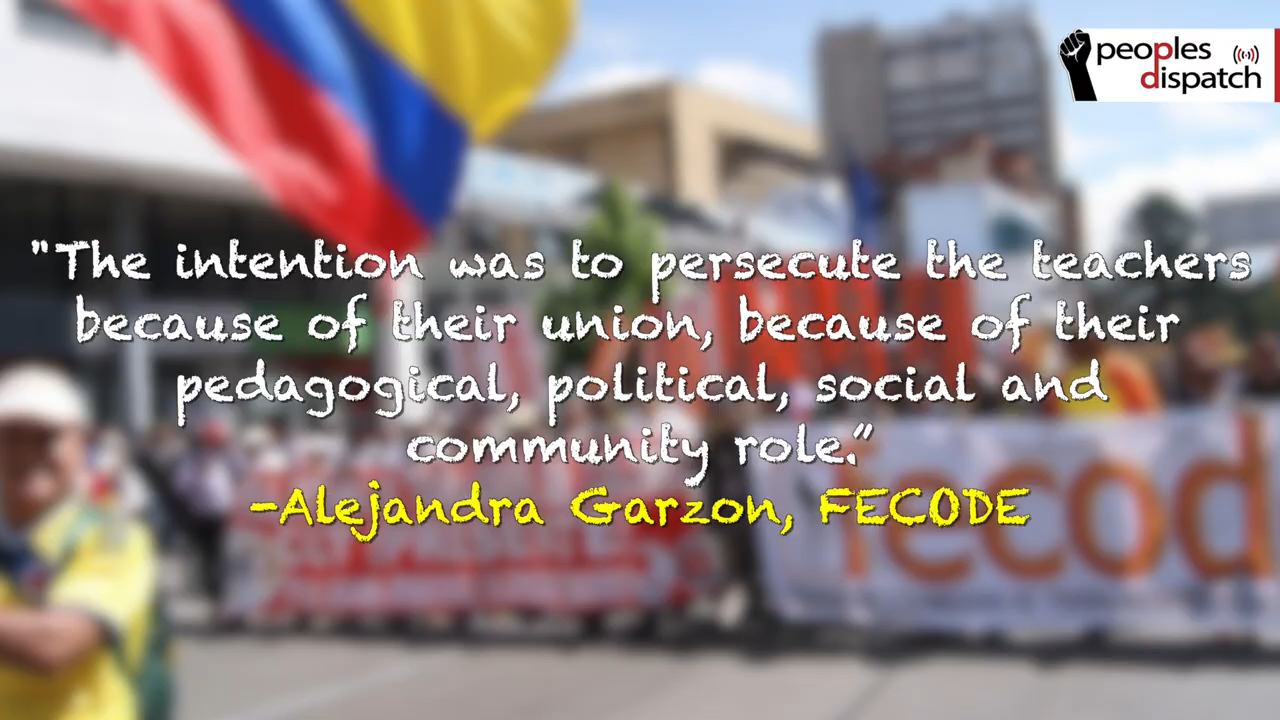 peoples
dispatch
"The intention was to persecute the teachers
because of their union, because of their
pedagogical, political, social and
community role.”
-Alejandra Garzon, FECODE
fecod